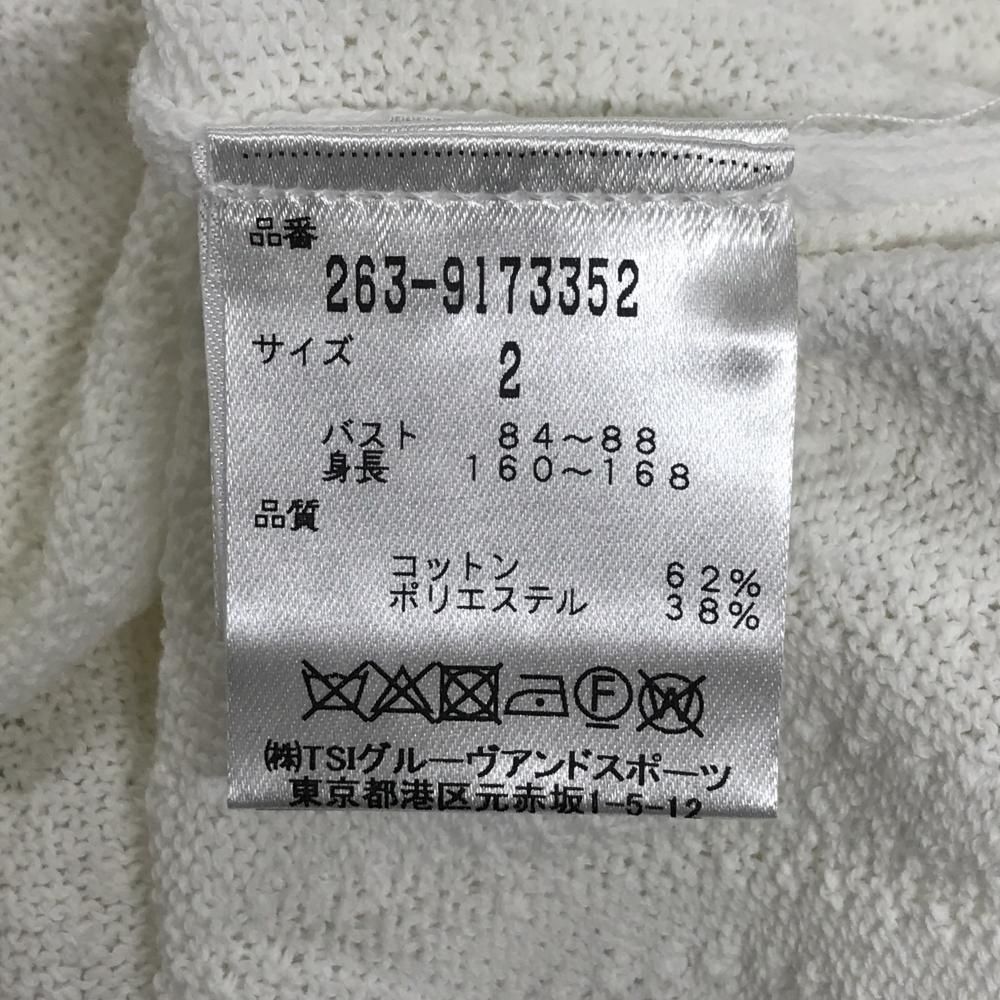 品番
263-9173352
サイズ 2
バスト 84～88
身長 160～168
品質
コットン 62%
ポリエステル 38%
F W
㈱TSIグルーヴアンドスポーツ
東京都港区元赤坂1-5-12